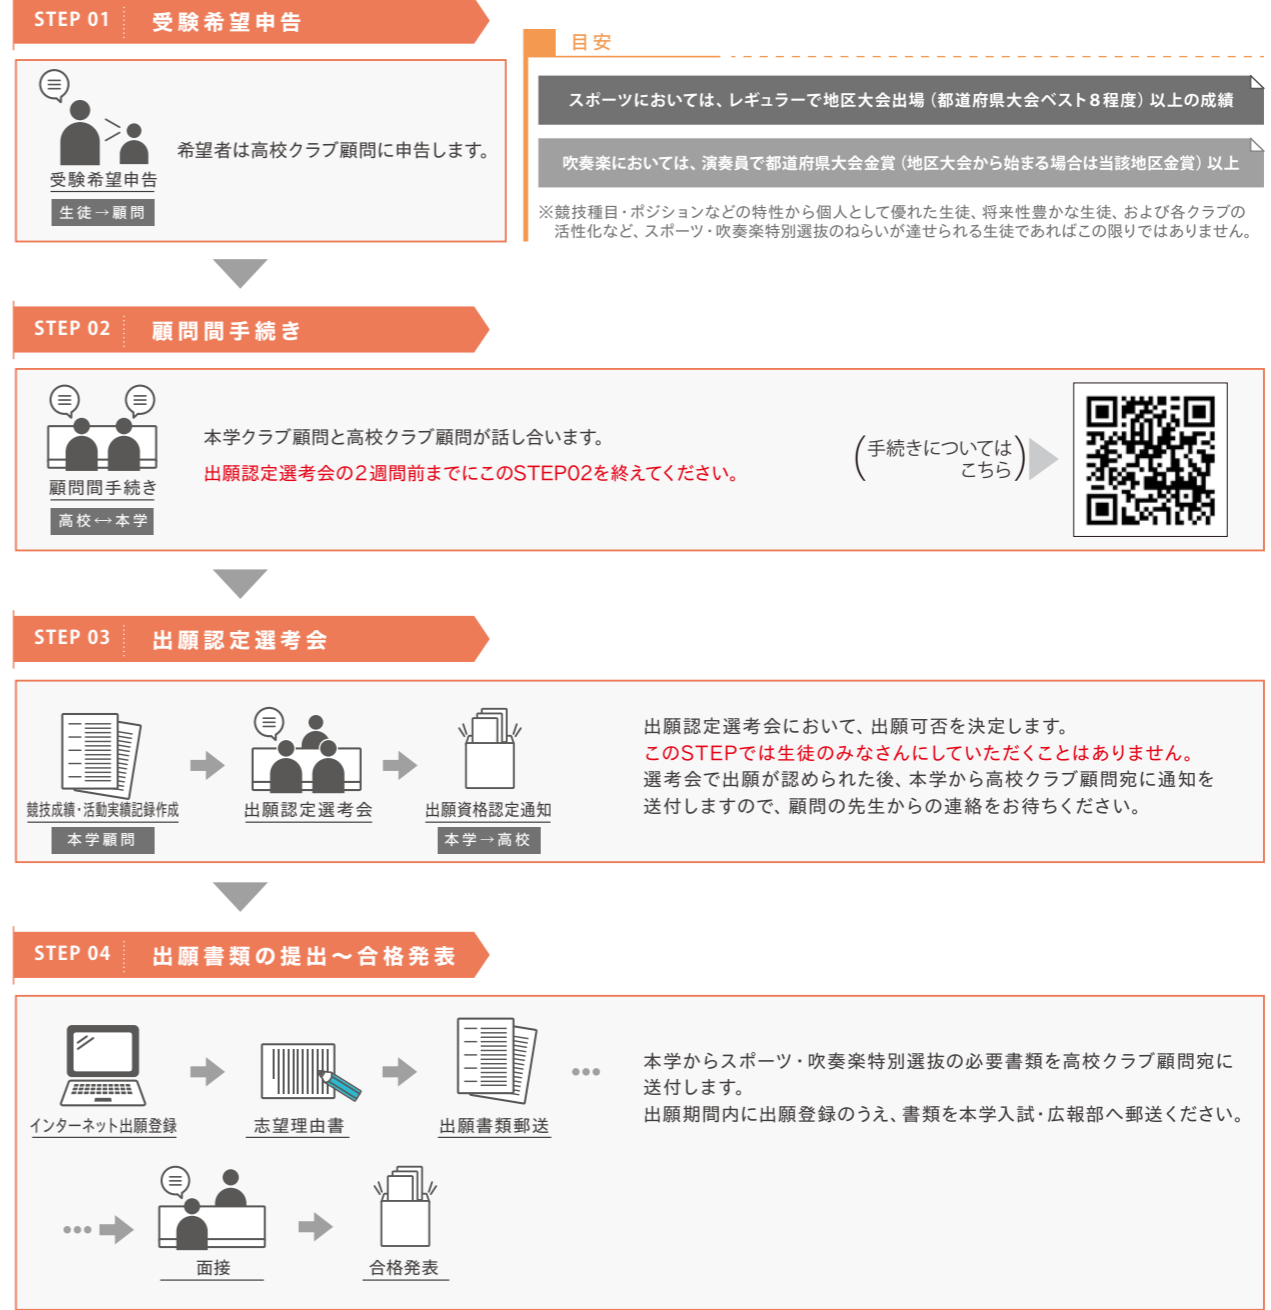 STEP 01 受験希望申告
目安
スポーツにおいては、レギュラーで地区大会出場（都道府県大会ベスト８程度）以上の成績
希望者は高校クラブ顧問に申告します。
吹奏楽においては、演奏員で都道府県大会金賞（地区大会から始まる場合は当該地区金賞）以上
受験希望申告
生徒→顧問
※競技種目・ポジションなどの特性から個人として優れた生徒、将来性豊かな生徒、および各クラブの
活性化など、スポーツ・吹奏楽特別選抜のねらいが達せられる生徒であればこの限りではありません。
STEP 02 顧問間手続き
本学クラブ顧問と高校クラブ顧問が話し合います。
出願認定選考会の2週間前までにこのSTEP02を終えてください。
（手続きについては
こちら）
顧問間手続き
高校↔本学
STEP 03 出願認定選考会
出願認定選考会において、出願可否を決定します。
このSTEPでは生徒のみなさんにしていただくことはありません。
選考会で出願が認められた後、本学から高校クラブ顧問宛に通知を
送付しますので、顧問の先生からの連絡をお待ちください。
競技成績・活動実績記録作成
本学顧問
出願認定選考会
出願資格認定通知
本学→高校
STEP 04 出願書類の提出～合格発表
本学からスポーツ・吹奏楽特別選抜の必要書類を高校クラブ顧問宛に
送付します。
出願期間内に出願登録のうえ、書類を本学入試・広報部へ郵送ください。
インターネット出願登録
志望理由書
出願書類郵送
面接
合格発表